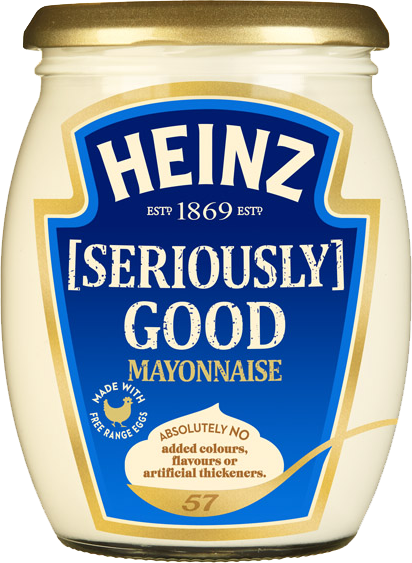 HEINZ
ESTD 1869 ESTD
[SERIOUSLY]
GOOD
MAYONNAISE
MADE WITH
FREE RANGE EGGS
ABSOLUTELY NO
added colours,
flavours or
artificial thickeners.
57